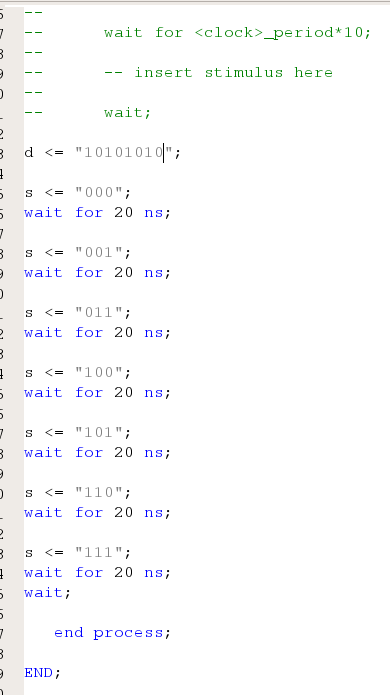 --
--      wait for <clock>_period*10;
--
--      -- insert stimulus here
--
--      wait;
d <= "10101010";
s <= "000";
wait for 20 ns;
s <= "001";
wait for 20 ns;
s <= "011";
wait for 20 ns;
s <= "100";
wait for 20 ns;
s <= "101";
wait for 20 ns;
s <= "110";
wait for 20 ns;
s <= "111";
wait for 20 ns;
wait;
   end process;
END;